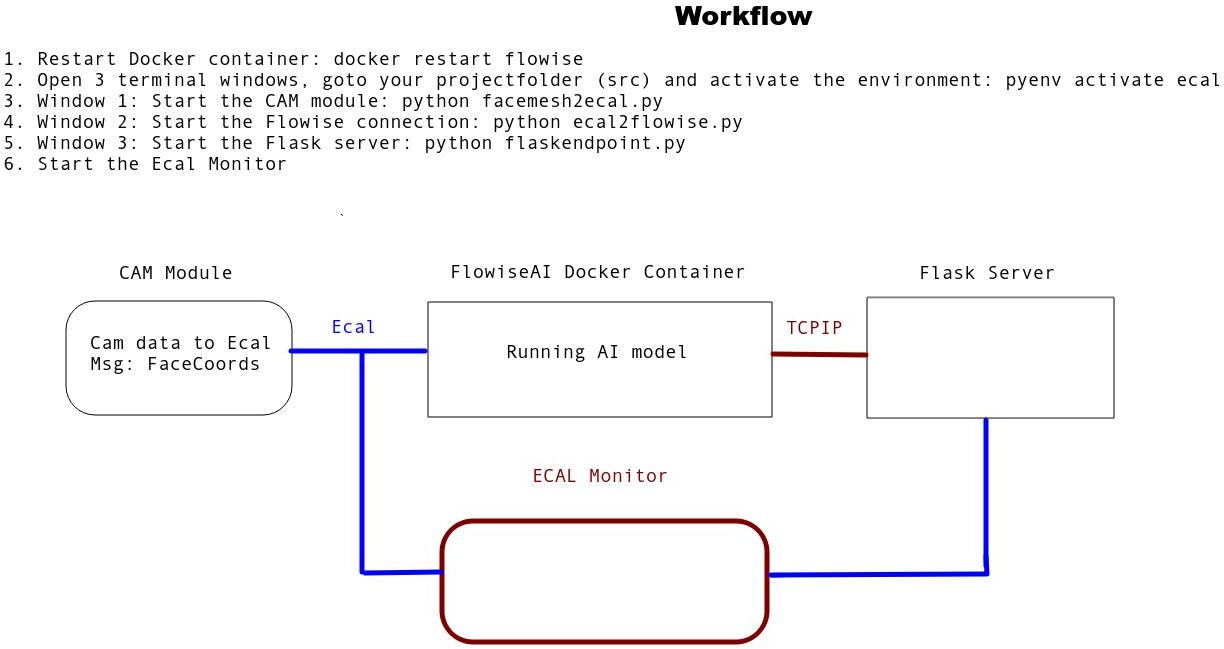 Workflow
1. Restart Docker container: docker restart flowise
2. Open 3 terminal windows, goto your projectfolder (src) and activate the environment: pyenv activate ecal
3. Window 1: Start the CAM module: python facemesh2ecal.py
4. Window 2: Start the Flowise connection: python ecal2flowise.py
5. Window 3: Start the Flask server: python flaskendpoint.py
6. Start the Ecal Monitor
`
CAM Module
FlowiseAI Docker Container
Flask Server
Cam data to Ecal
Msg: FaceCoords
Ecal
Running AI model
TCPIP
ECAL Monitor